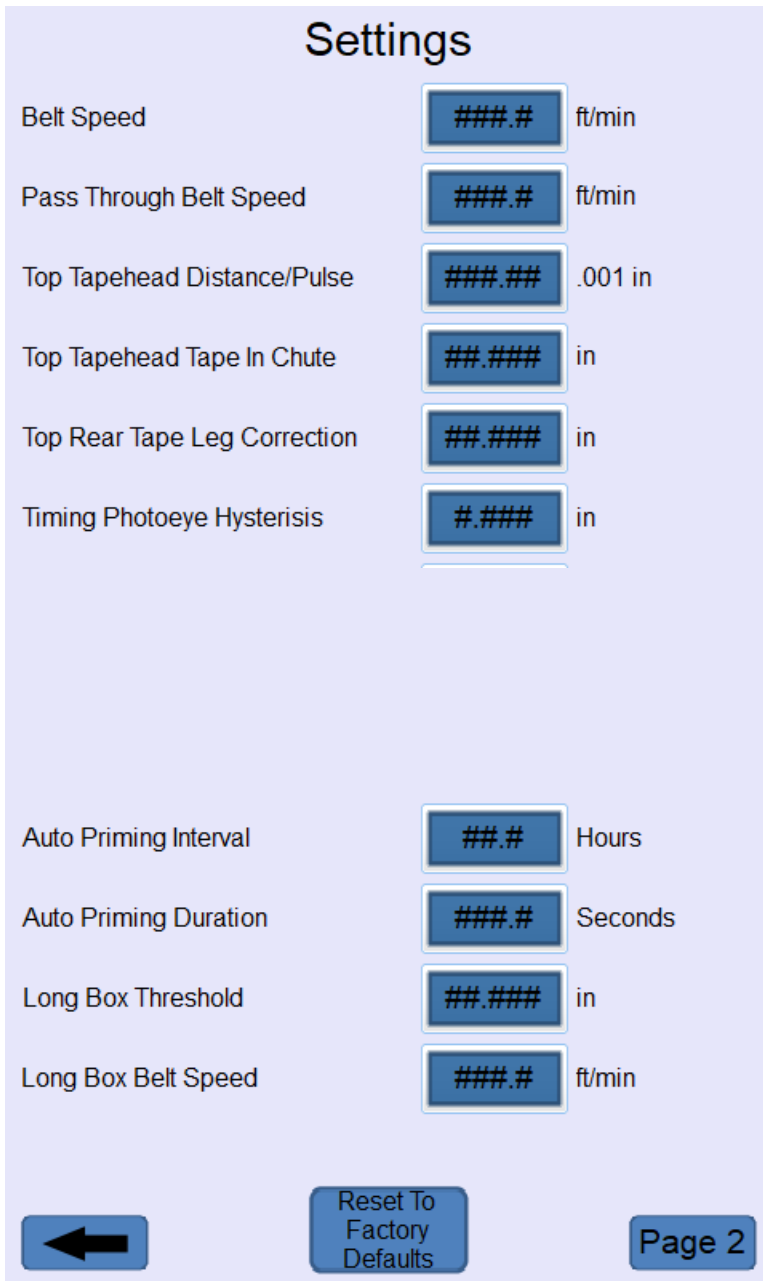 Settings
Belt Speed ###.# ft/min
Pass Through Belt Speed ###.# ft/min
Top Tapehead Distance/Pulse ###.## .001 in
Top Tapehead Tape In Chute ##.### in
Top Rear Tape Leg Correction ##.### in
Timing Photoeye Hysterisis #.### in
Auto Priming Interval ##.# Hours
Auto Priming Duration ###.# Seconds
Long Box Threshold ##.### in
Long Box Belt Speed ###.# ft/min
Reset To
Factory
Defaults
Page 2